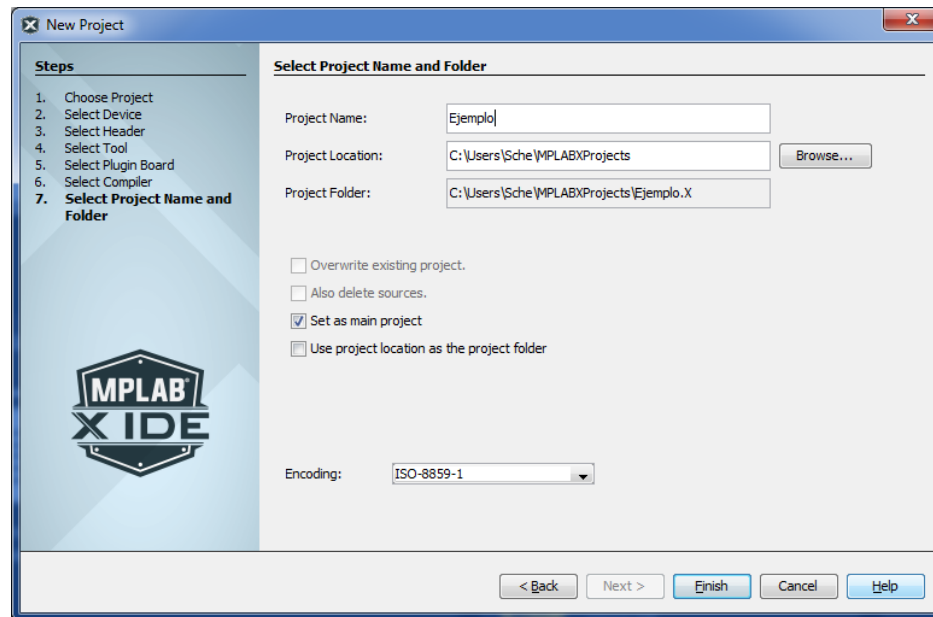 New Project
Steps
1. Choose Project
2. Select Device
3. Select Header
4. Select Tool
5. Select Plugin Board
6. Select Compiler
7. Select Project Name and
Folder
MPLAB
X IDE
Select Project Name and Folder
Project Name: Ejemplo
Project Location: C:\Users\Sche\MPLABXProjects Browse...
Project Folder: C:\Users\Sche\MPLABXProjects\Ejemplo.X
Overwrite existing project.
Also delete sources.
Set as main project
Use project location as the project folder
Encoding: ISO-8859-1
< Back Next > Finish Cancel Help